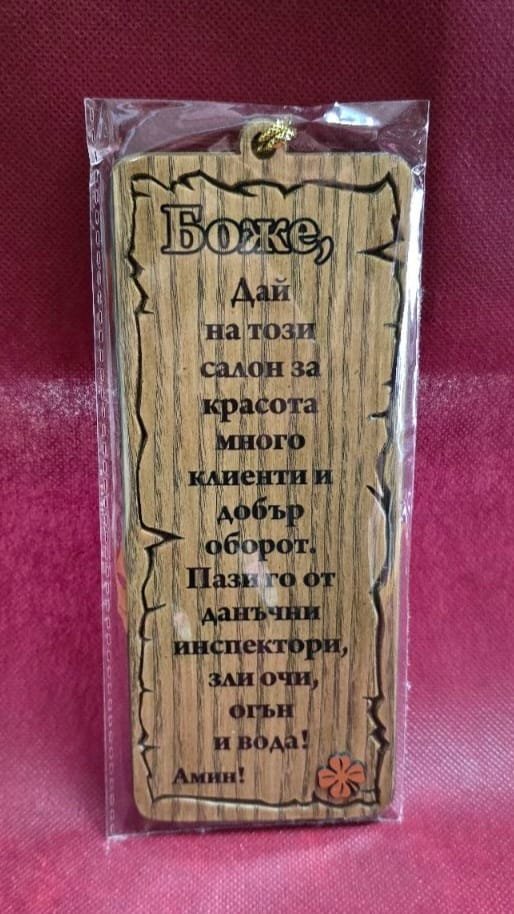 Боже,
Дай
на този
салон за
красота
много
клиенти и
добър
оборот.
Пази го от
данъчни
инспектори,
зли очи,
огън
и вода!
Амин!